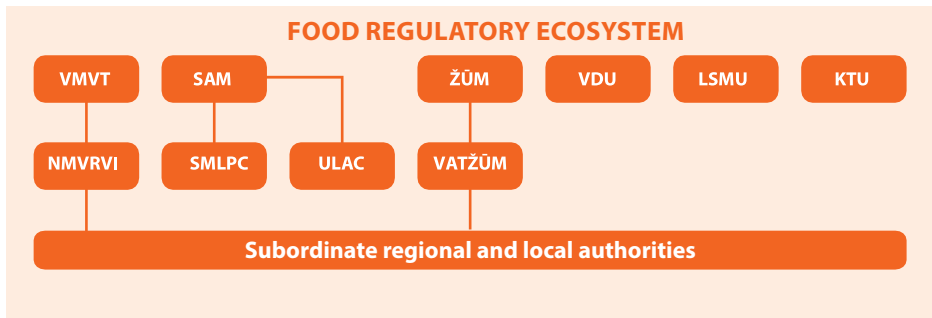 FOOD REGULATORY ECOSYSTEM
VMVT SAM ŽŪM VDU LSMU KTU
NMVRVI SMLPC ULAC VATŽŪM
Subordinate regional and local authorities